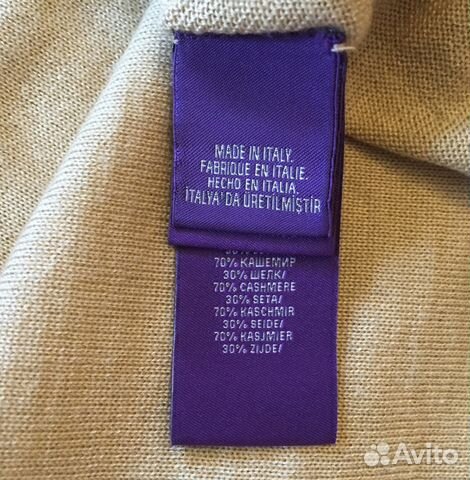 MADE IN ITALY.
FABRIQUE EN ITALIE.
HECHO EN ITALIA.
İTALYA' DA ÜRETİLMİŞTİR
70% КАШЕМИР
30% ШЕЛК/
70% CASHMERE
30% SETA/
70% KASCHMIR
30% SEIDE/
70% KASJMIER
30% ZIJDE/
Avito